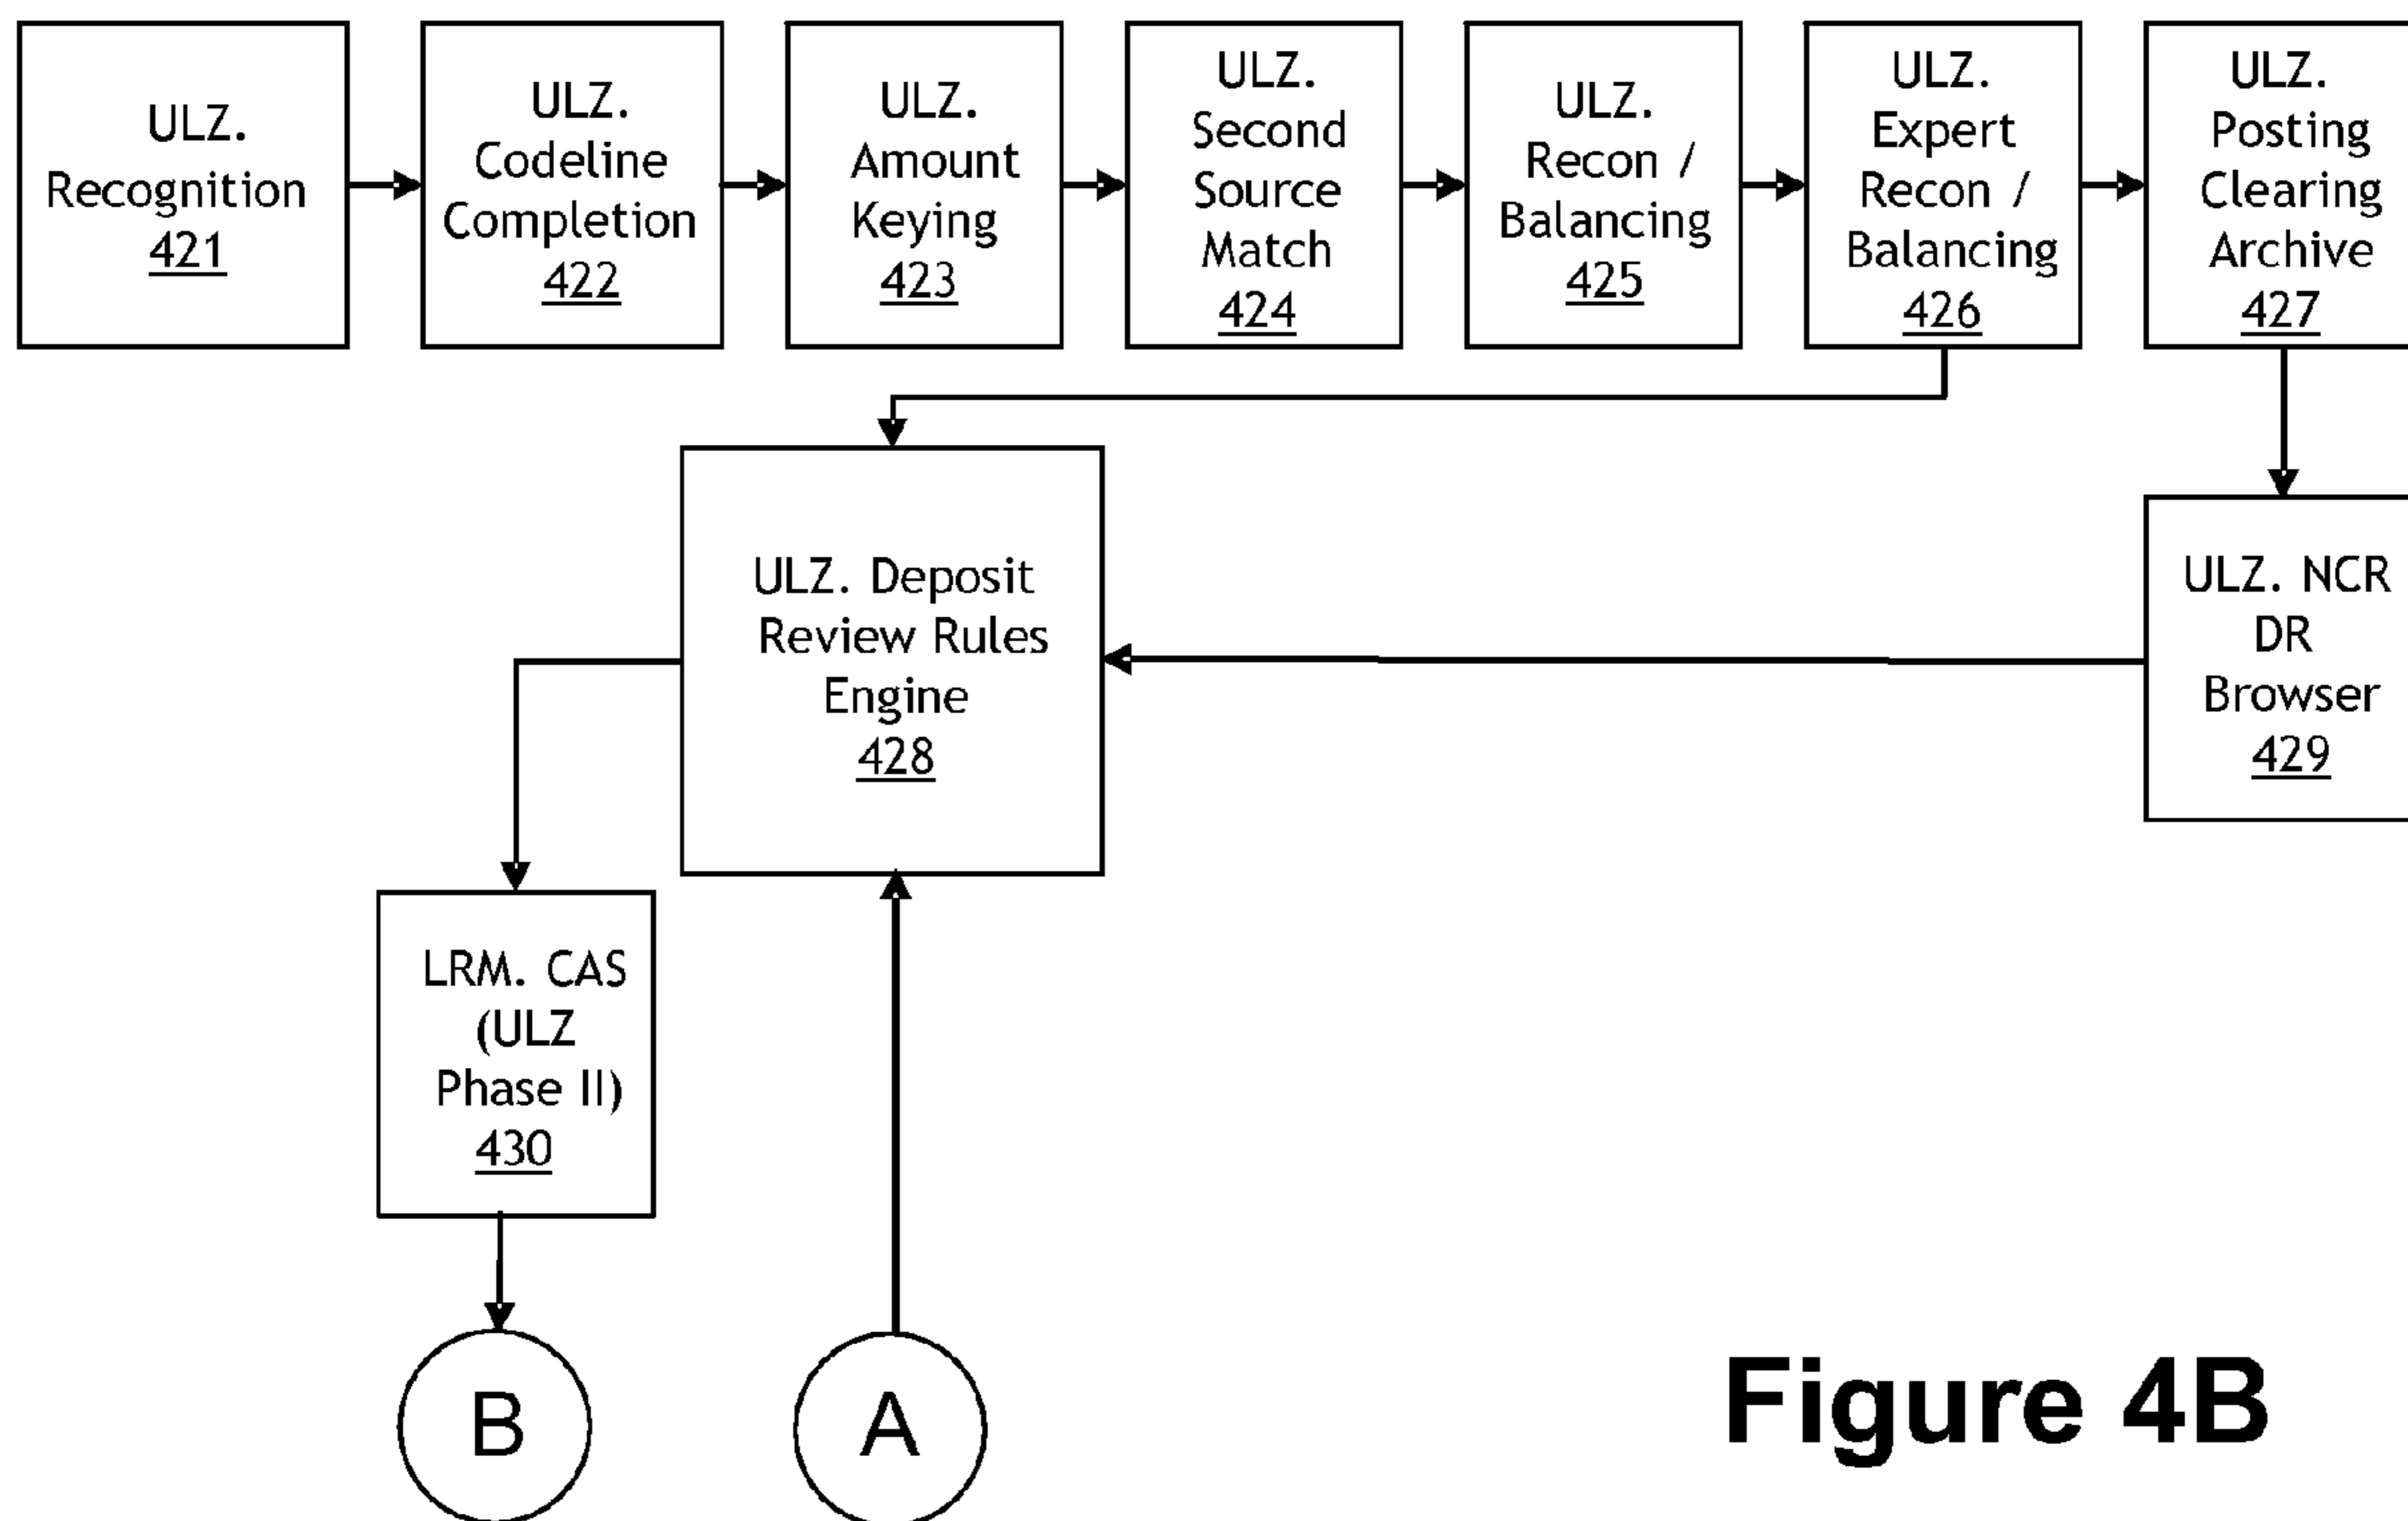 ULZ.
Recognition
421
ULZ.
Codeline
Completion
422
ULZ.
Amount
Keying
423
ULZ.
Second
Source
Match
424
ULZ.
Recon /
Balancing
425
ULZ.
Expert
Recon /
Balancing
426
ULZ.
Posting
Clearing
Archive
427
ULZ. Deposit
Review Rules
Engine
428
ULZ. NCR
DR
Browser
429
LRM. CAS
(ULZ
Phase II)
430
B
A
Figure 4B